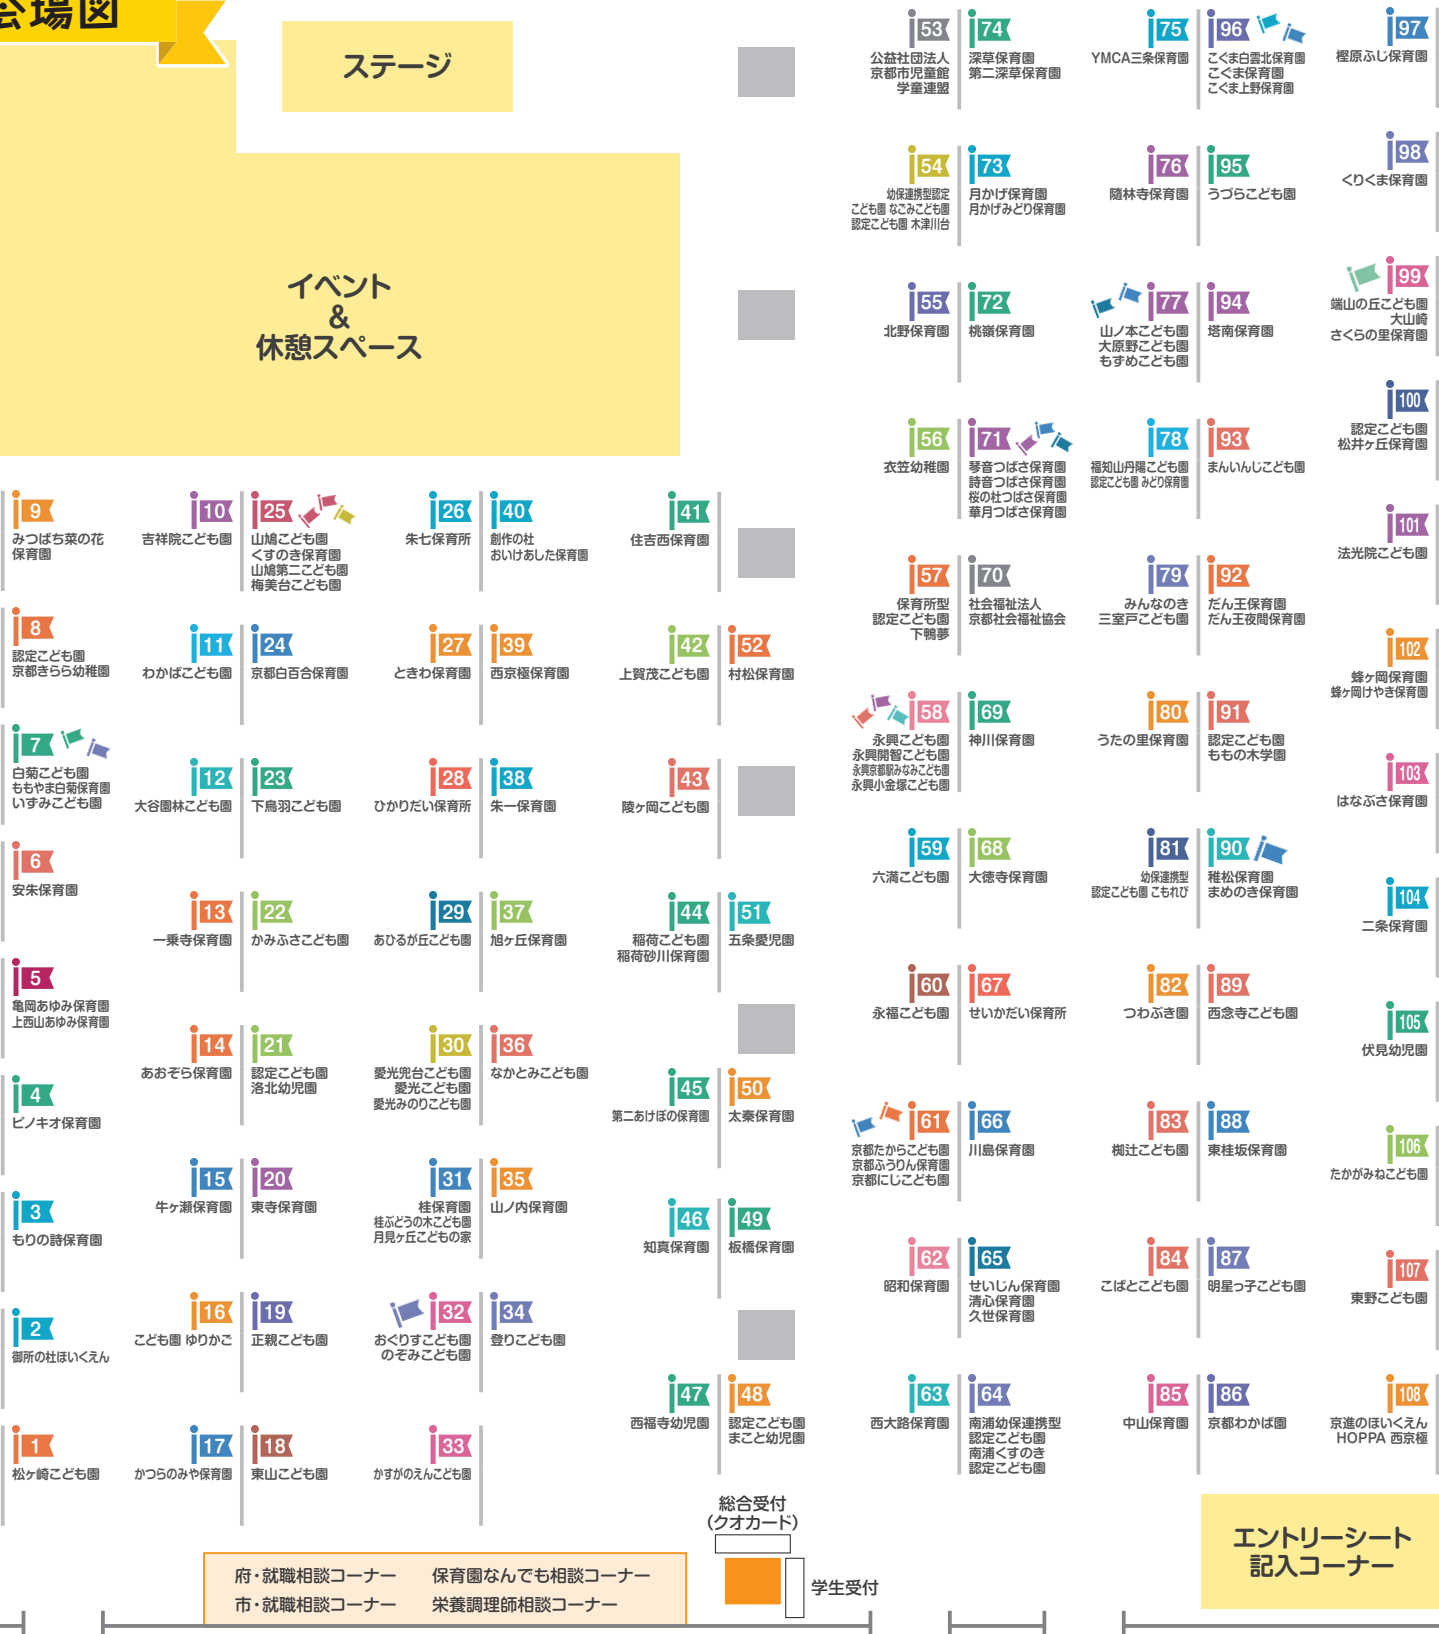 会場図
ステージ
イベント
&
休憩スペース
9
みつばち菜の花
保育園
8
認定こども園
京都きらら幼稚園
7
白菊こども園
ももやま白菊保育園
いずみこども園
6
安朱保育園
5
亀岡あゆみ保育園
上西山あゆみ保育園
4
ピノキオ保育園
3
もりの詩保育園
2
御所の杜ほいくえん
1
松ヶ崎こども園
10
吉祥院こども園
11
わかばこども園
12
大谷園林こども園
13
一乗寺保育園
14
あおぞら保育園
15
牛ヶ瀬保育園
16
こども園 ゆりかご
17
かつらのみや保育園
25
山鳩こども園
くすのき保育園
山鳩第二こども園
梅美台こども園
24
京都白百合保育園
23
下鳥羽こども園
22
かみふさこども園
21
認定こども園
洛北幼児園
20
東寺保育園
19
正親こども園
18
東山こども園
26
朱七保育所
27
ときわ保育園
28
ひかりだい保育所
29
あひるが丘こども園
30
愛光兜台こども園
愛光こども園
愛光みのりこども園
31
桂保育園
桂ぶどうの木こども園
月見ヶ丘こどもの家
32
おぐりすこども園
のぞみこども園
33
かすがのえんこども園
40
創作の杜
おいけあした保育園
39
西京極保育園
38
朱一保育園
37
旭ヶ丘保育園
36
なかとみこども園
35
山ノ内保育園
34
登りこども園
41
住吉西保育園
42
上賀茂こども園
43
陵ヶ岡こども園
44
稲荷こども園
稲荷砂川保育園
45
第二あけぼの保育園
46
知真保育園
47
西福寺幼児園
52
村松保育園
51
五条愛児園
50
太秦保育園
49
板橋保育園
48
認定こども園
まこと幼児園
53
公益社団法人
京都市児童館
学童連盟
54
幼保連携型認定
こども園 なごみこども園
認定こども園 木津川台
55
北野保育園
56
衣笠幼稚園
57
保育所型
認定こども園
下鴨夢
58
永興こども園
永興開智こども園
永興京都駅みなみこども園
永興小金塚こども園
59
六満こども園
60
永福こども園
61
京都たからこども園
京都ふうりん保育園
京都にじこども園
62
昭和保育園
63
西大路保育園
74
深草保育園
第二深草保育園
73
月かげ保育園
月かげみどり保育園
72
桃嶺保育園
71
琴音つばさ保育園
詩音つばさ保育園
桜の杜つばさ保育園
華月つばさ保育園
70
社会福祉法人
京都社会福祉協会
69
神川保育園
68
大徳寺保育園
67
せいかだい保育所
66
川島保育園
65
せいじん保育園
清心保育園
久世保育園
64
南浦幼保連携型
認定こども園
南浦くすのき
認定こども園
75
YMCA三条保育園
76
隨林寺保育園
77
山ノ本こども園
大原野こども園
もずめこども園
78
福知山丹陽こども園
認定こども園 みどり保育園
79
みんなのき
三室戸こども園
80
うたの里保育園
81
幼保連携型
認定こども園 こもれび
82
つわぶき園
83
椥辻こども園
84
こばとこども園
85
中山保育園
96
こぐま白雲北保育園
こぐま保育園
こぐま上野保育園
95
うづらこども園
94
塔南保育園
93
まんいんじこども園
92
だん王保育園
だん王夜間保育園
91
認定こども園
ももの木学園
90
稚松保育園
まめのき保育園
89
西念寺こども園
88
東桂坂保育園
87
明星っ子こども園
86
京都わかば園
97
樫原ふじ保育園
98
くりくま保育園
99
端山の丘こども園
大山崎
さくらの里保育園
100
認定こども園
松井ヶ丘保育園
101
法光院こども園
102
蜂ヶ岡保育園
蜂ヶ岡けやき保育園
103
はなぶさ保育園
104
二条保育園
105
伏見幼児園
106
たかがみねこども園
107
東野こども園
108
京進のほいくえん
HOPPA 西京極
総合受付
(クオカード)
学生受付
府・就職相談コーナー 保育園なんでも相談コーナー
市・就職相談コーナー 栄養調理師相談コーナー
エントリーシート
記入コーナー